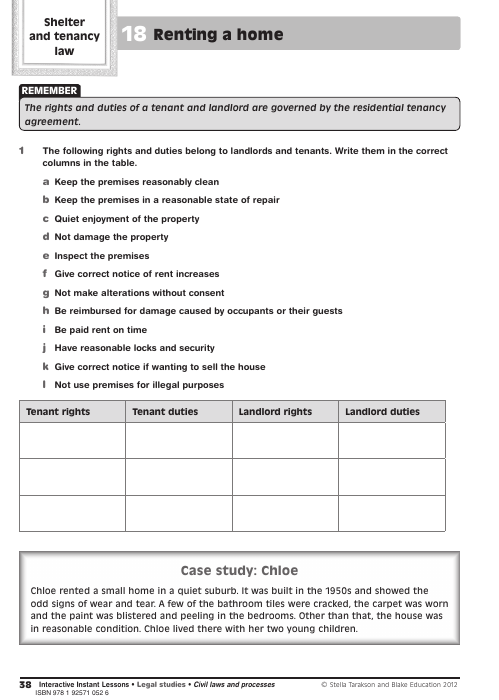 Shelter
and tenancy
law
18 Renting a home
REMEMBER
The rights and duties of a tenant and landlord are governed by the residential tenancy
agreement.
1 The following rights and duties belong to landlords and tenants. Write them in the correct
columns in the table.
a Keep the premises reasonably clean
b Keep the premises in a reasonable state of repair
c Quiet enjoyment of the property
d Not damage the property
e Inspect the premises
f Give correct notice of rent increases
g Not make alterations without consent
h Be reimbursed for damage caused by occupants or their guests
i Be paid rent on time
j Have reasonable locks and security
k Give correct notice if wanting to sell the house
l Not use premises for illegal purposes
Tenant rights Tenant duties Landlord rights Landlord duties
Case study: Chloe
Chloe rented a small home in a quiet suburb. It was built in the 1950s and showed the
odd signs of wear and tear. A few of the bathroom tiles were cracked, the carpet was worn
and the paint was blistered and peeling in the bedrooms. Other than that, the house was
in reasonable condition. Chloe lived there with her two young children.
38 Interactive Instant Lessons • Legal studies • Civil laws and processes © Stella Tarakson and Blake Education 2012
ISBN 978 1 92571 052 6